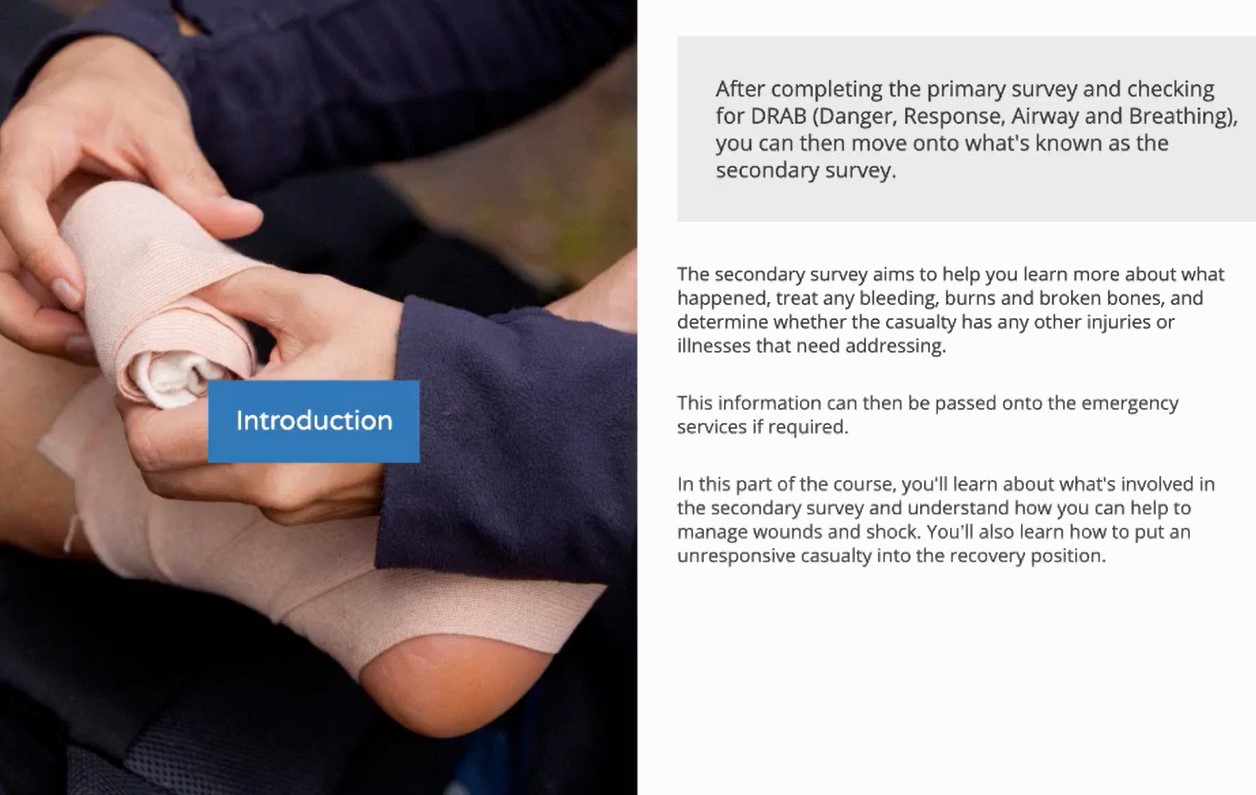 Introduction
After completing the primary survey and checking
for DRAB (Danger, Response, Airway and Breathing),
you can then move onto what's known as the
secondary survey.
The secondary survey aims to help you learn more about what
happened, treat any bleeding, burns and broken bones, and
determine whether the casualty has any other injuries or
illnesses that need addressing.
This information can then be passed onto the emergency
services if required.
In this part of the course, you'll learn about what's involved in
the secondary survey and understand how you can help to
manage wounds and shock. You'll also learn how to put an
unresponsive casualty into the recovery position.